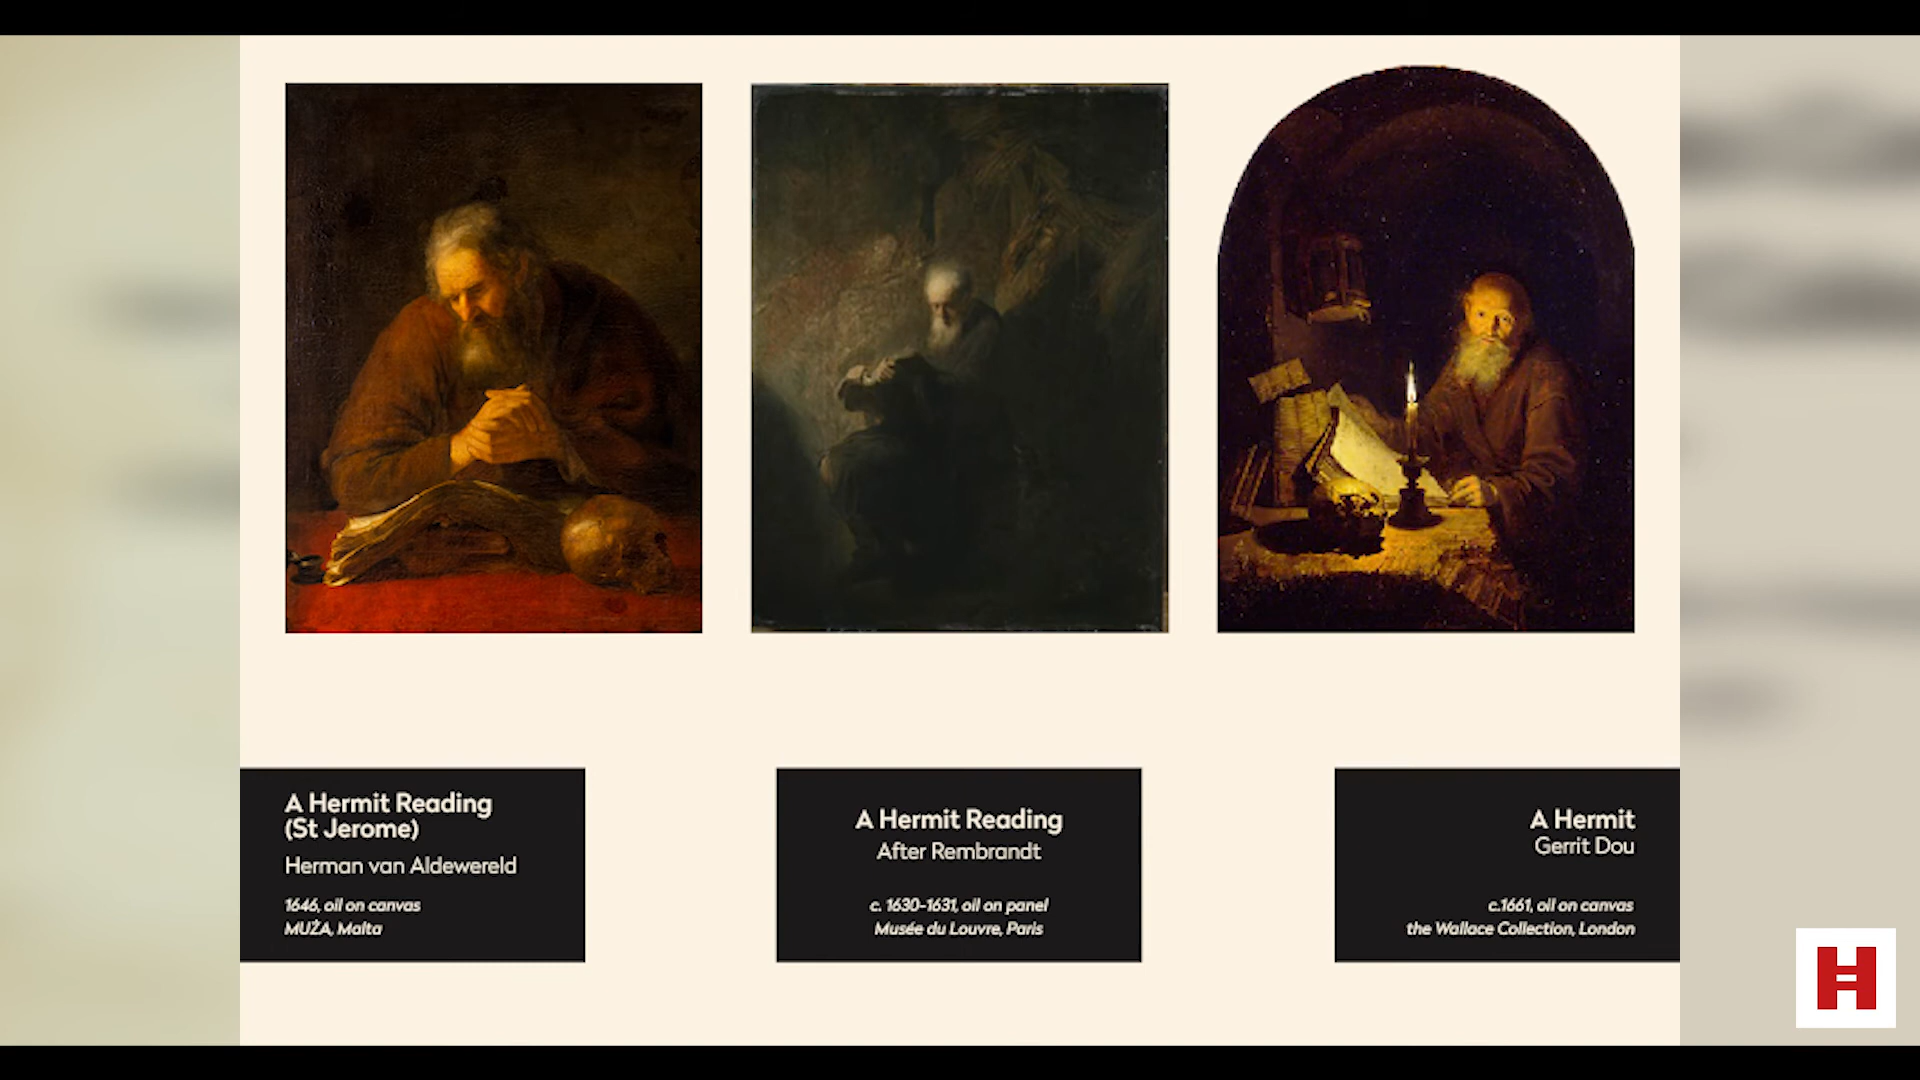 A Hermit Reading
(St Jerome)
Herman van Aldewereld
1646, oil on canvas
MUŻA, Malta
A Hermit Reading
After Rembrandt
c. 1630-1631, oil on panel
Musée du Louvre, Paris
A Hermit
Gerrit Dou
c.1661, oil on canvas
the Wallace Collection, London
H